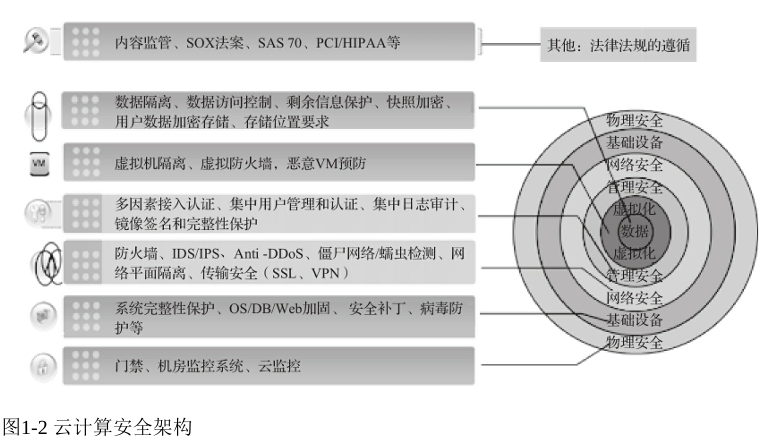 内容监管、SOX法案、SAS 70、PCI/HIPAA等
其他：法律法规的遵循
数据隔离、数据访问控制、剩余信息保护、快照加密、
用户数据加密存储、存储位置要求
VM
虚拟机隔离、虚拟防火墙，恶意VM预防
多因素接入认证、集中用户管理和认证、集中日志审计、
镜像签名和完整性保护
防火墙、IDS/IPS、Anti -DDoS、僵尸网络/蠕虫检测、网
络平面隔离、传输安全（SSL、VPN）
系统完整性保护、OS/DB/Web加固、 安全补丁、病毒防
护等
门禁、机房监控系统、云监控
物理安全
基础设备
网络安全
管理安全
虚拟化
数据
虚拟化
管理安全
网络安全
基础设备
物理安全
图1-2 云计算安全架构